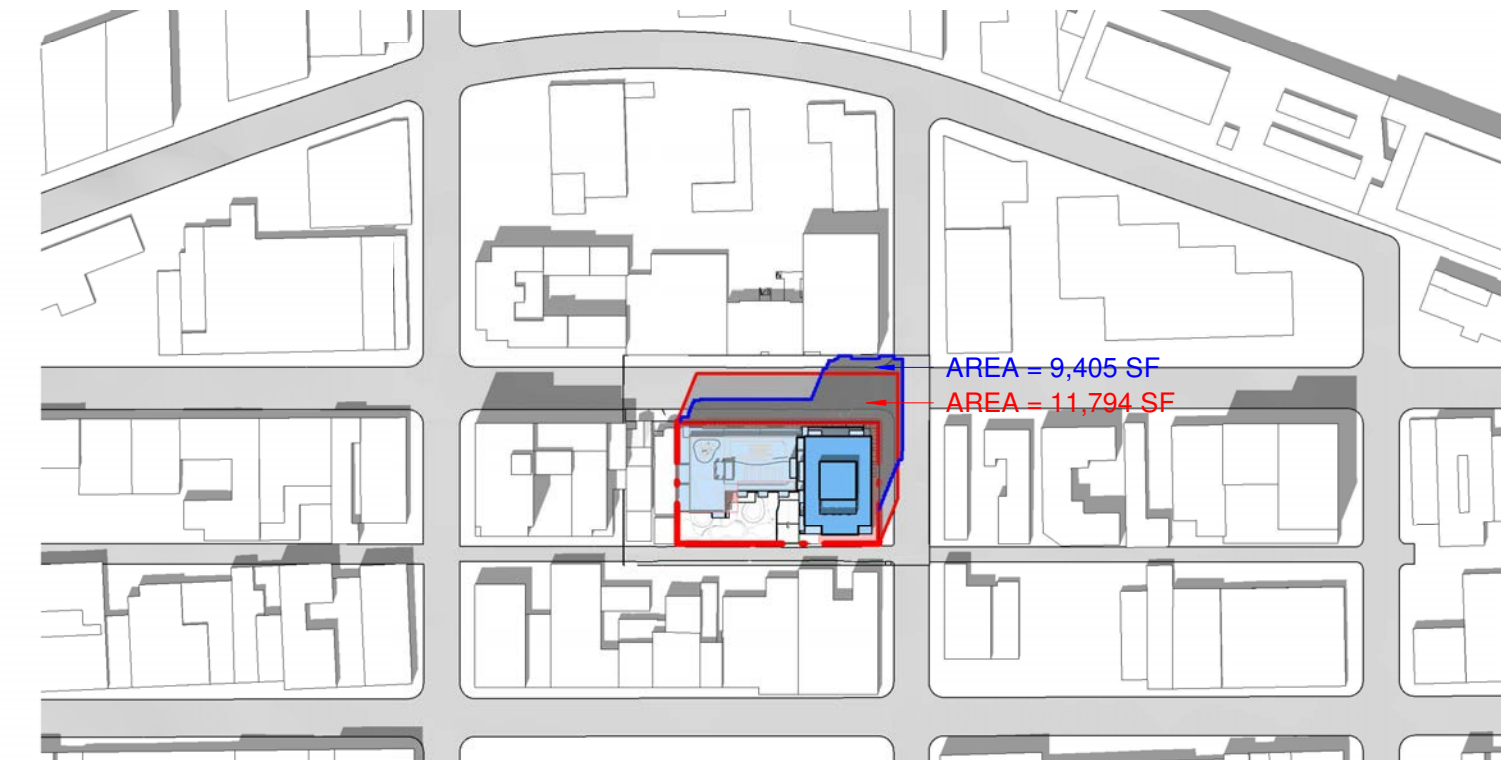 AREA = 9,405 SF
AREA = 11,794 SF